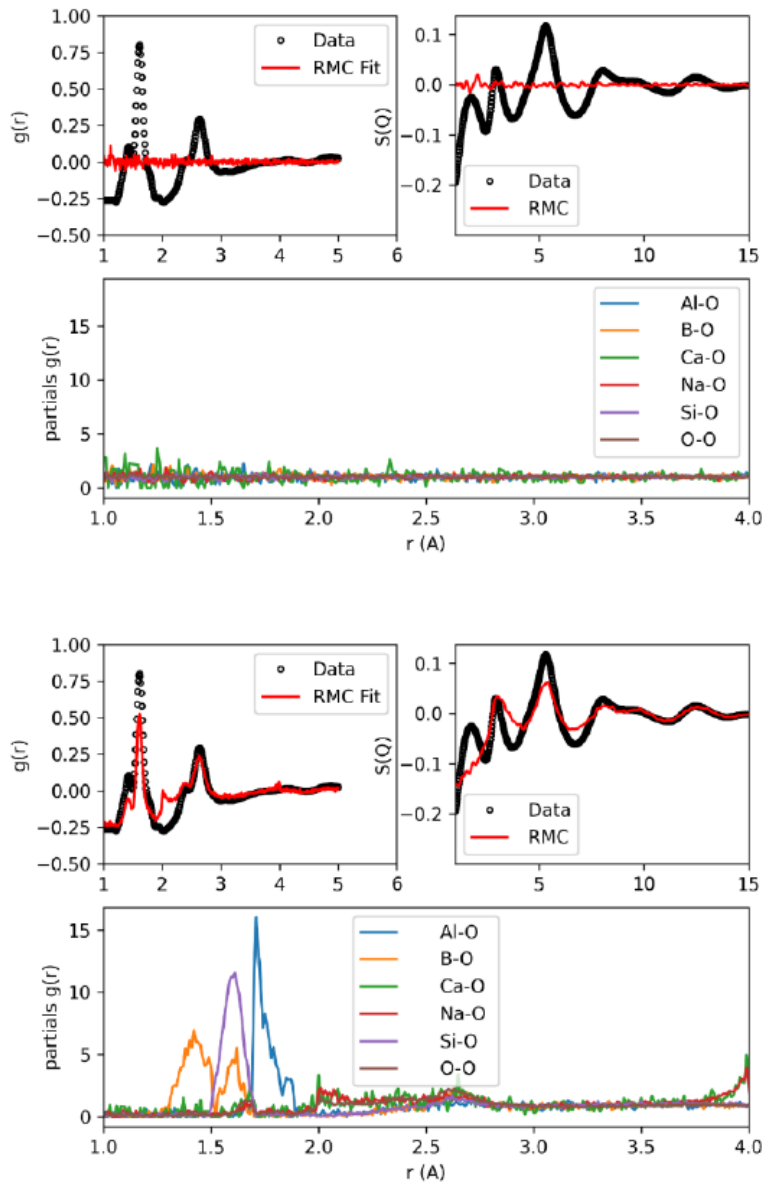 1.00
0.75
0.50
0.25
0.00
−0.25
−0.50
g(r)
Data
RMC Fit
1 2 3 4 5 6
0.1
0.0
−0.1
−0.2
S(Q)
Data
RMC
5 10 15
15
10
5
0
partials g(r)
Al-O
B-O
Ca-O
Na-O
Si-O
O-O
1.0 1.5 2.0 2.5 3.0 3.5 4.0
r (A)
1.00
0.75
0.50
0.25
0.00
−0.25
−0.50
g(r)
Data
RMC Fit
1 2 3 4 5 6
0.1
0.0
−0.1
−0.2
S(Q)
Data
RMC
5 10 15
15
10
5
0
partials g(r)
Al-O
B-O
Ca-O
Na-O
Si-O
O-O
1.0 1.5 2.0 2.5 3.0 3.5 4.0
r (A)